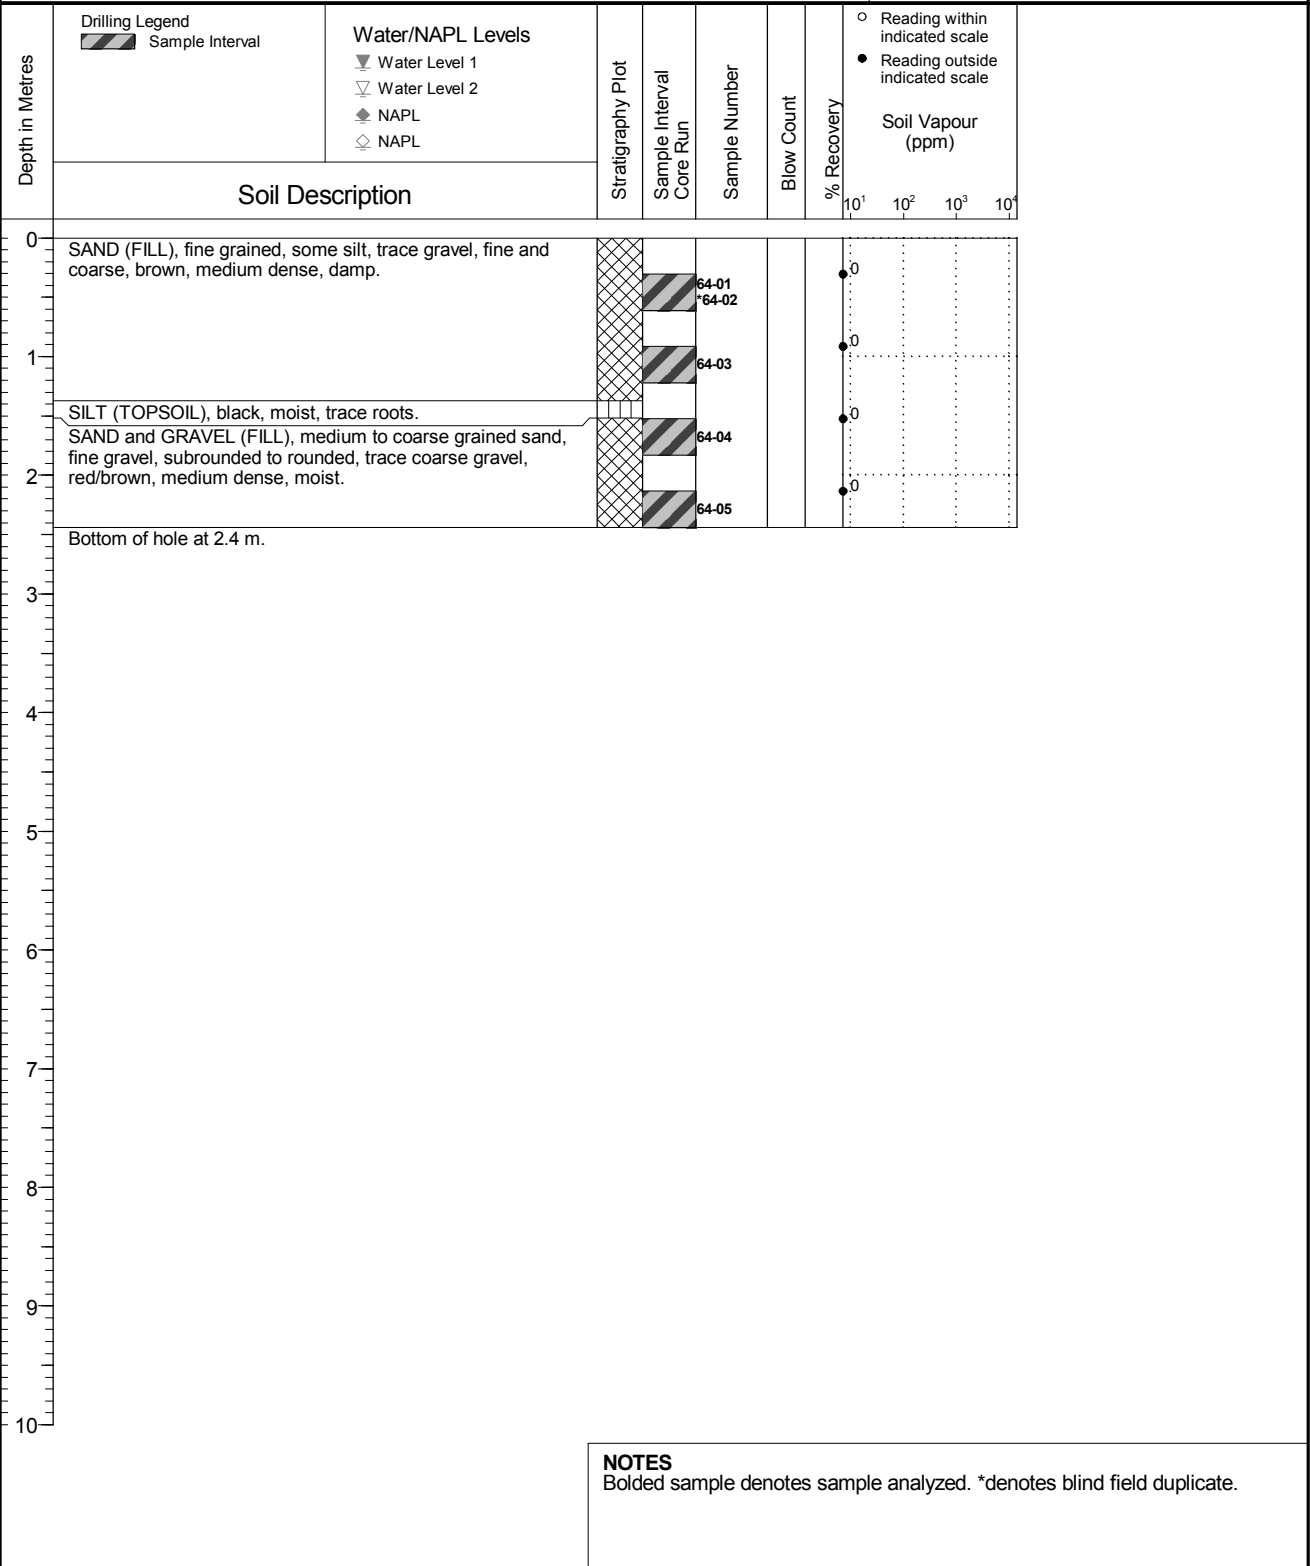 Depth in Metres
Drilling Legend
Sample Interval
Water/NAPL Levels
Water Level 1
Water Level 2
NAPL
NAPL
Soil Description
Stratigraphy Plot
Sample Interval
Core Run
Sample Number
Blow Count
% Recovery
Reading within
indicated scale
Reading outside
indicated scale
Soil Vapour
(ppm)
10¹ 10² 10³ 10⁴
0
SAND (FILL), fine grained, some silt, trace gravel, fine and
coarse, brown, medium dense, damp.
64-01
*64-02
0
1
64-03
0
SILT (TOPSOIL), black, moist, trace roots.
SAND and GRAVEL (FILL), medium to coarse grained sand,
fine gravel, subrounded to rounded, trace coarse gravel,
red/brown, medium dense, moist.
64-04
0
2
64-05
0
Bottom of hole at 2.4 m.
3
4
5
6
7
8
9
10
NOTES
Bolded sample denotes sample analyzed. *denotes blind field duplicate.